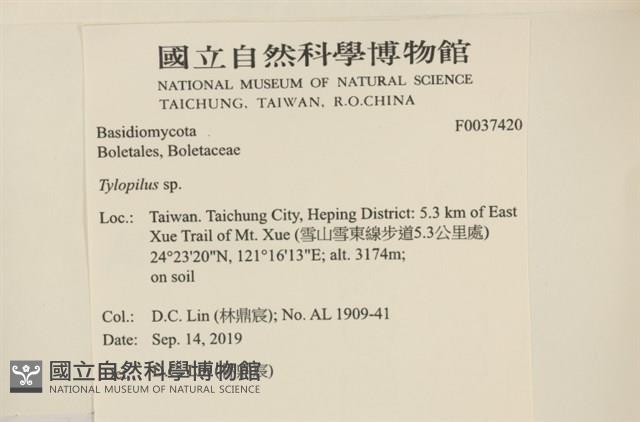 國立自然科學博物館
NATIONAL MUSEUM OF NATURAL SCIENCE
TAICHUNG, TAIWAN, R.O.CHINA
Basidiomycota F0037420
Boletales, Boletaceae
Tylopilus sp.
Loc.: Taiwan. Taichung City, Heping District: 5.3 km of East
Xue Trail of Mt. Xue (雪山雪東線步道5.3公里處)
24°23'20"N, 121°16'13"E; alt. 3174m;
on soil
Col.: D.C. Lin (林鼎宸); No. AL 1909-41
Date: Sep. 14, 2019
國立自然科學博物館
NATIONAL MUSEUM OF NATURAL SCIENCE